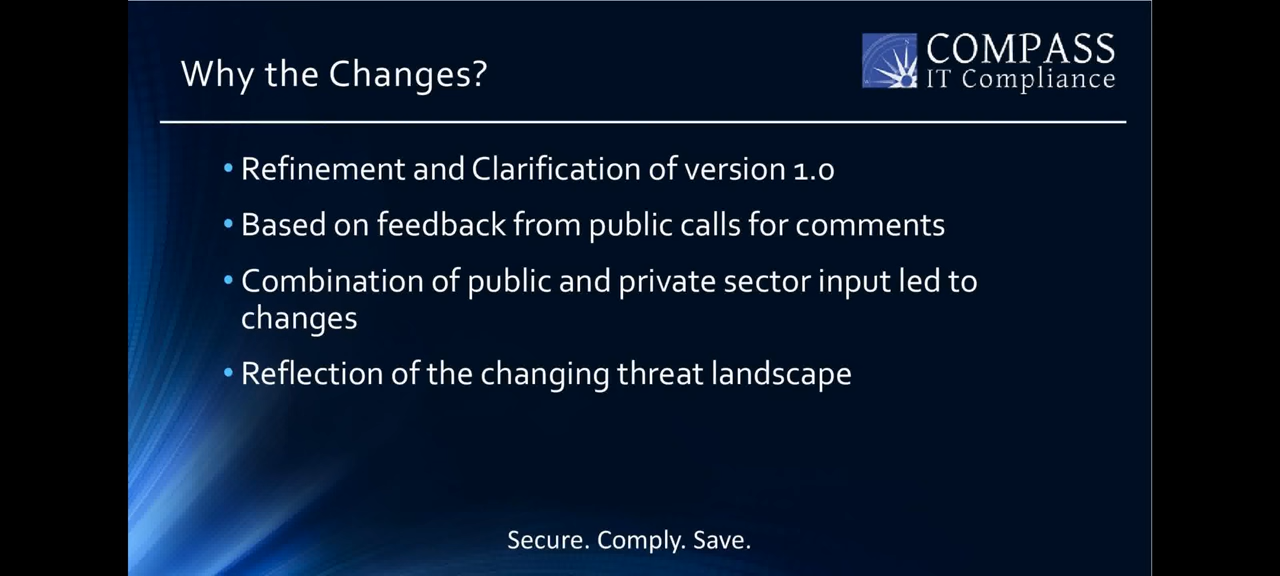 Why the Changes?
COMPASS
IT Compliance
• Refinement and Clarification of version 1.0
• Based on feedback from public calls for comments
• Combination of public and private sector input led to
changes
• Reflection of the changing threat landscape
Secure. Comply. Save.